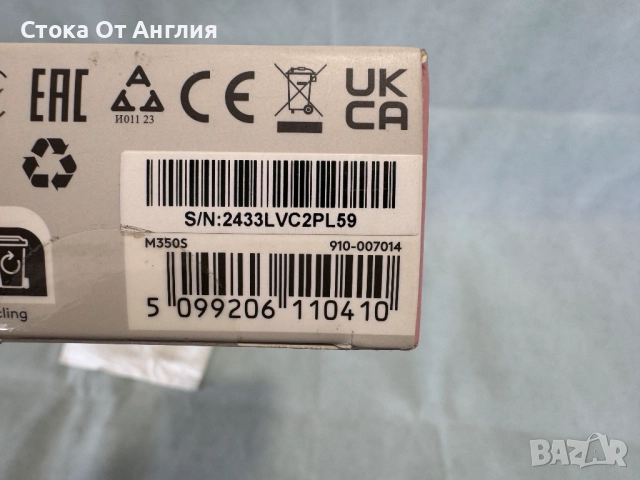 Стока От Англия
EAC
CE
UK
CA
И011 23
S/N:2433LVC2PL59
M350S 910-007014
5 099206 110410
cling
BAZAR